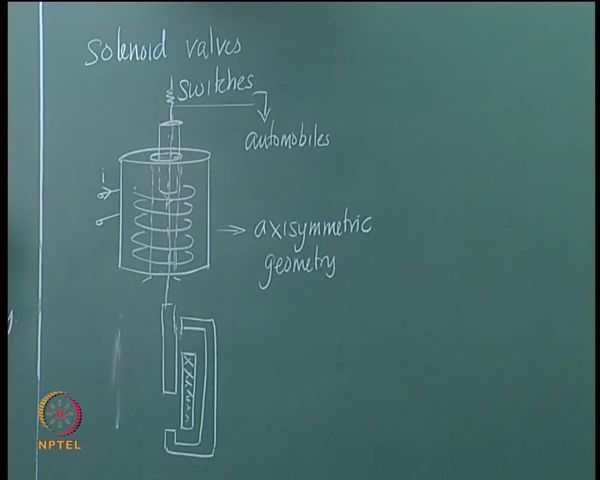 Solenoid valves
switches
automobiles
i
axisymmetric
geometry
y.
NPTEL